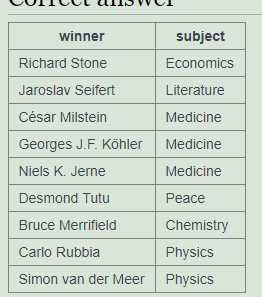 Correct answer
winner subject
Richard Stone Economics
Jaroslav Seifert Literature
César Milstein Medicine
Georges J.F. Köhler Medicine
Niels K. Jerne Medicine
Desmond Tutu Peace
Bruce Merrifield Chemistry
Carlo Rubbia Physics
Simon van der Meer Physics